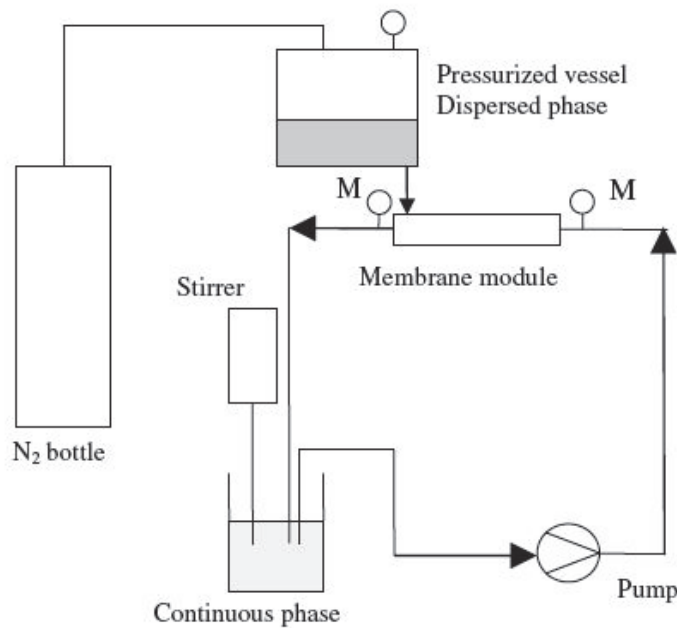 Pressurized vessel
Dispersed phase
M
M
Membrane module
Stirrer
N₂ bottle
Pump
Continuous phase